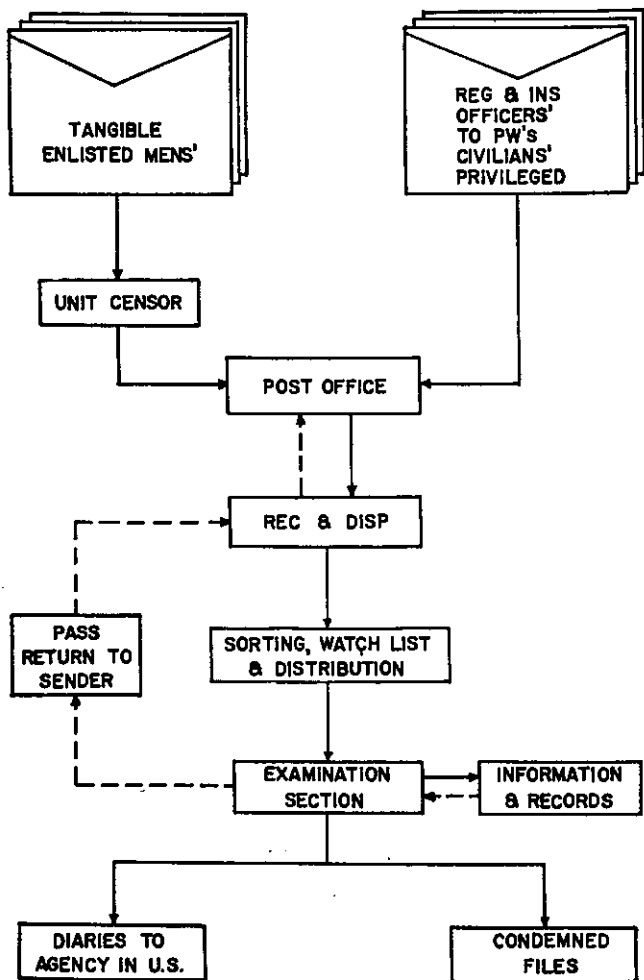 TANGIBLE
ENLISTED MENS'
REG & INS
OFFICERS'
TO PW's
CIVILIANS'
PRIVILEGED
UNIT CENSOR
POST OFFICE
REC & DISP
PASS
RETURN TO
SENDER
SORTING, WATCH LIST
& DISTRIBUTION
EXAMINATION
SECTION
INFORMATION
& RECORDS
DIARIES TO
AGENCY IN U.S.
CONDEMNED
FILES